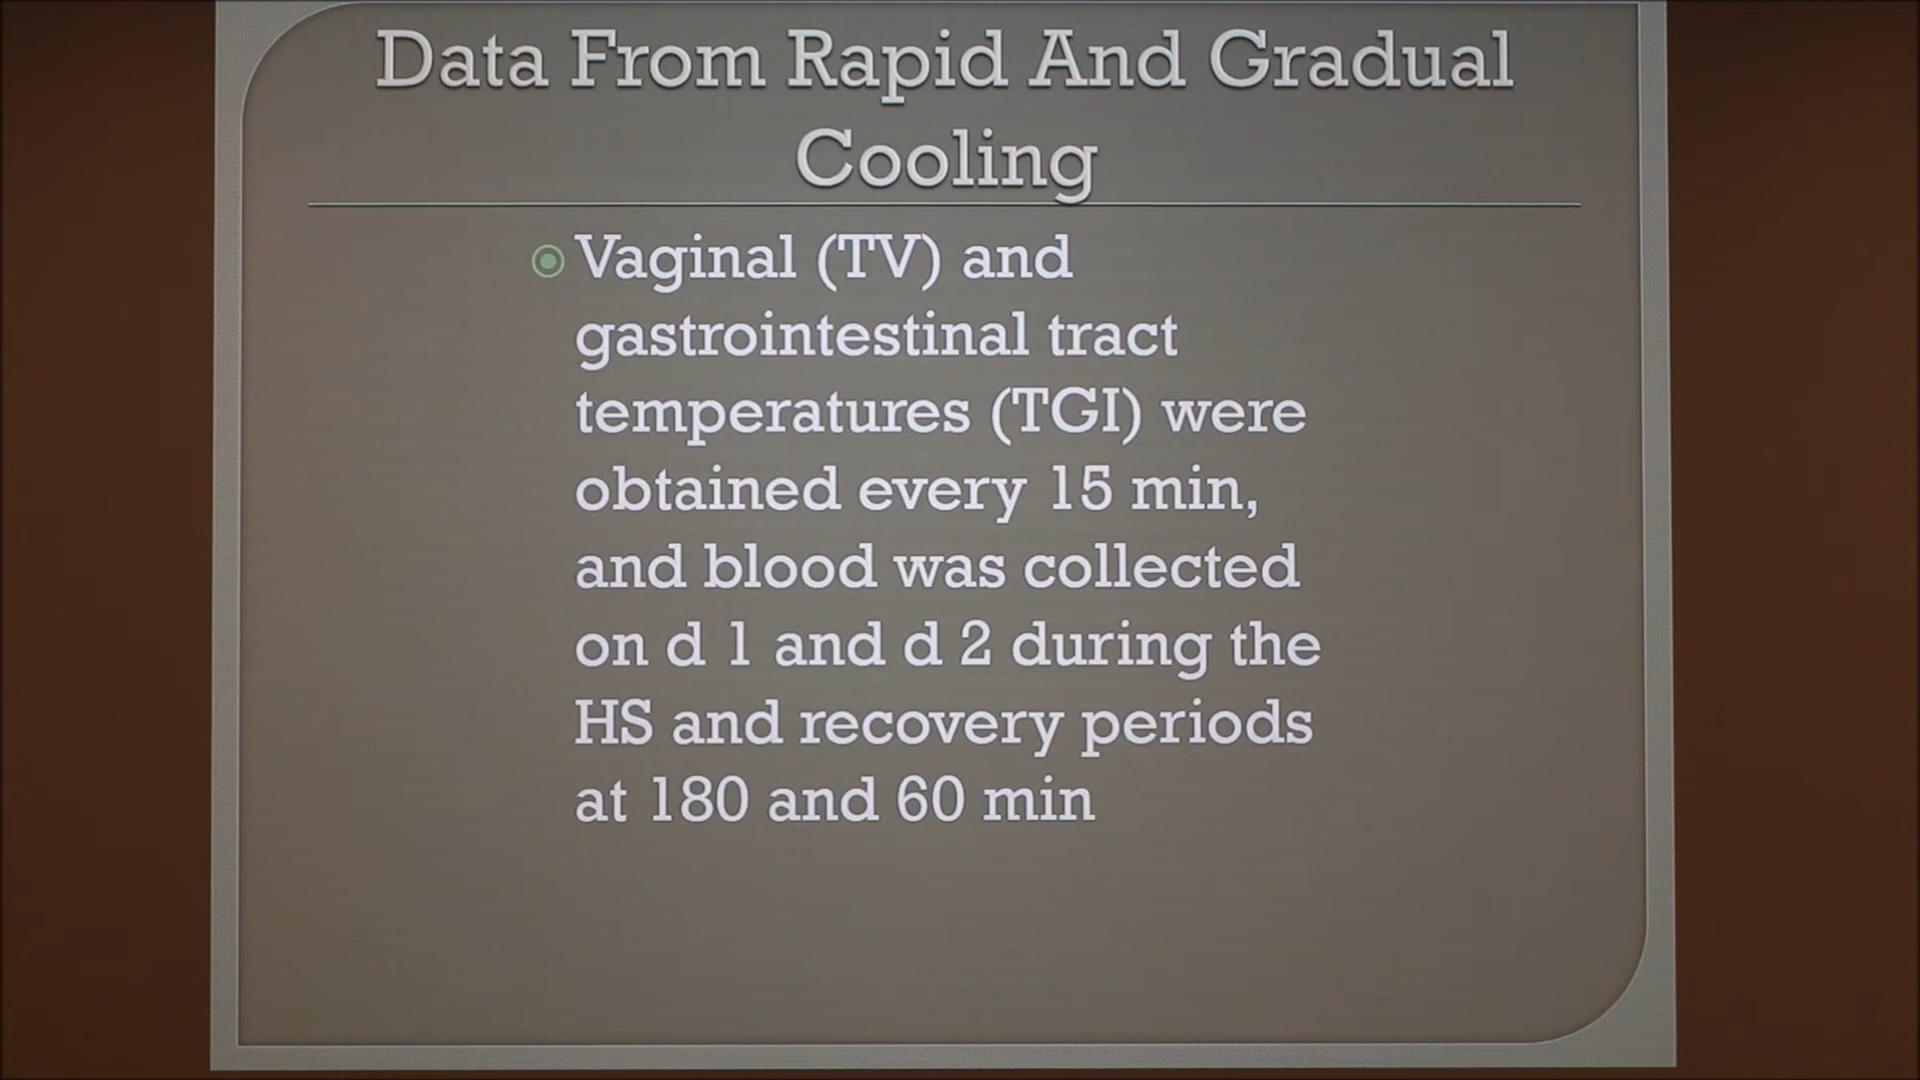 Data From Rapid And Gradual
Cooling
Vaginal (TV) and
gastrointestinal tract
temperatures (TGI) were
obtained every 15 min,
and blood was collected
on d 1 and d 2 during the
HS and recovery periods
at 180 and 60 min